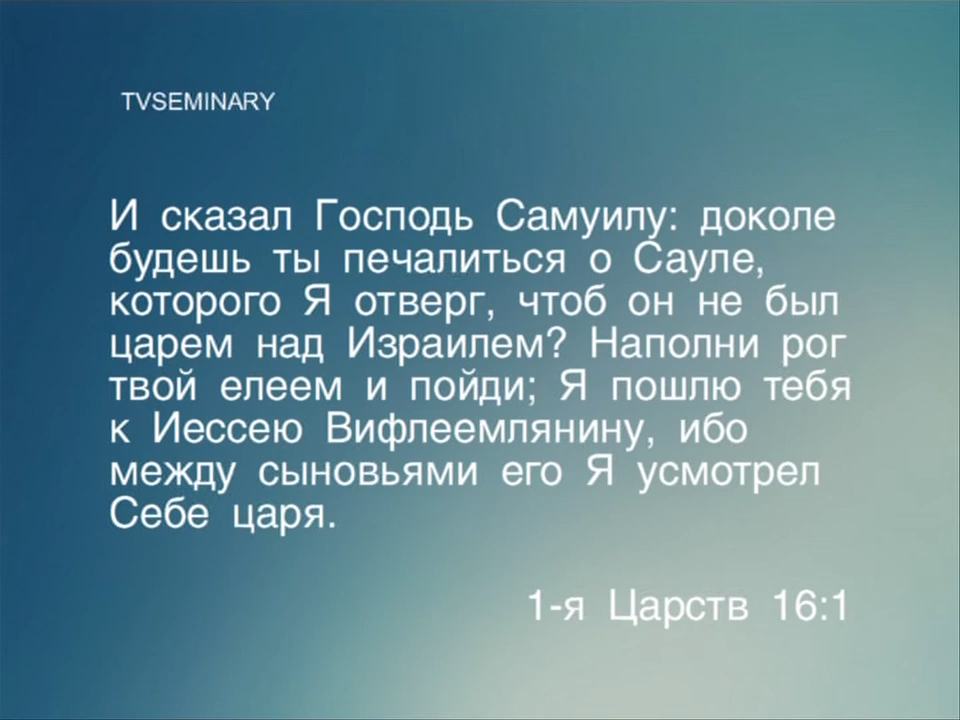 TVSEMINARY
И сказал Господь Самуилу: доколе
будешь ты печалиться о Сауле,
которого Я отверг, чтоб он не был
царем над Израилем? Наполни рог
твой елеем и пойди; Я пошлю тебя
к Иессею Вифлеемлянину, ибо
между сыновьями его Я усмотрел
Себе царя.
1-я Царств 16:1